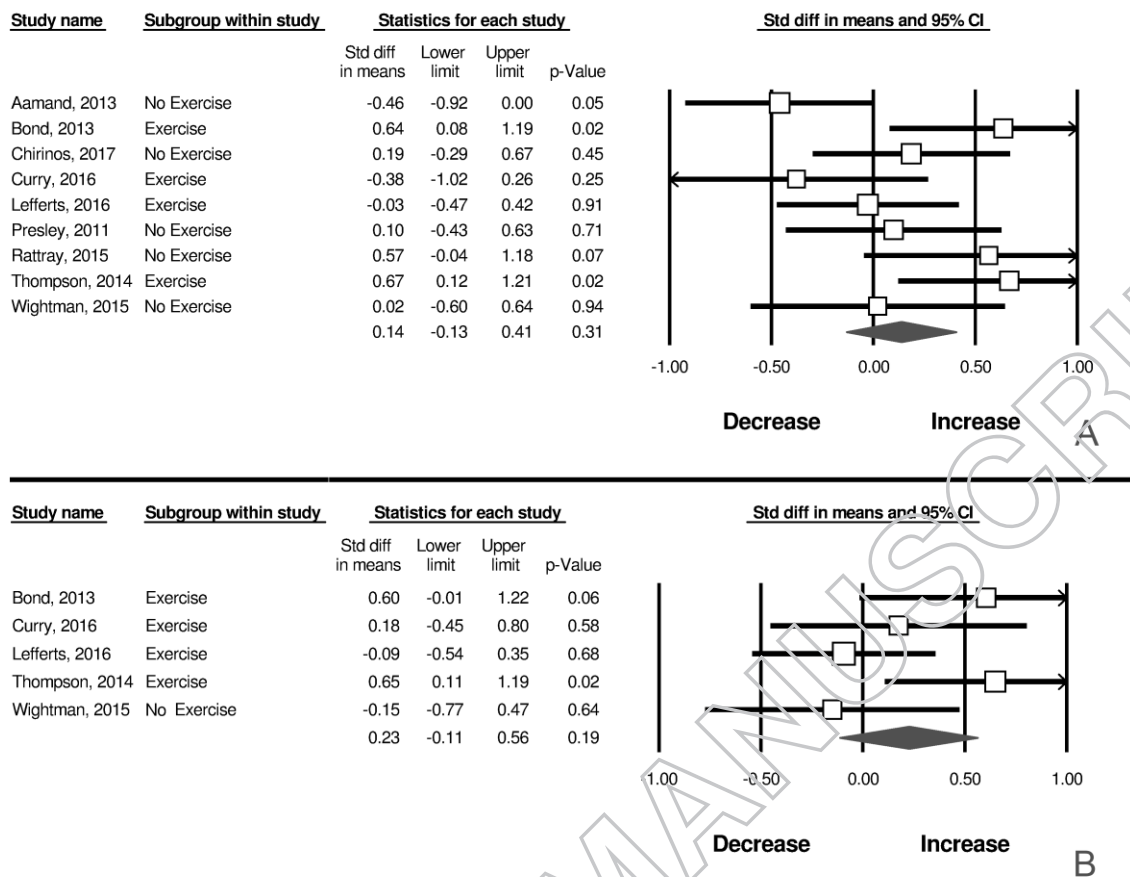 Study name Subgroup within study Statistics for each study Std diff in means and 95% CI
Std diff in means Lower limit Upper limit p-Value
Aamand, 2013 No Exercise -0.46 -0.92 0.00 0.05
Bond, 2013 Exercise 0.64 0.08 1.19 0.02
Chirinos, 2017 No Exercise 0.19 -0.29 0.67 0.45
Curry, 2016 Exercise -0.38 -1.02 0.26 0.25
Lefferts, 2016 Exercise -0.03 -0.47 0.42 0.91
Presley, 2011 No Exercise 0.10 -0.43 0.63 0.71
Rattray, 2015 No Exercise 0.57 -0.04 1.18 0.07
Thompson, 2014 Exercise 0.67 0.12 1.21 0.02
Wightman, 2015 No Exercise 0.02 -0.60 0.64 0.94
0.14 -0.13 0.41 0.31
-1.00 -0.50 0.00 0.50 1.00
Decrease Increase
A
Study name Subgroup within study Statistics for each study Std diff in means and 95% CI
Std diff in means Lower limit Upper limit p-Value
Bond, 2013 Exercise 0.60 -0.01 1.22 0.06
Curry, 2016 Exercise 0.18 -0.45 0.80 0.58
Lefferts, 2016 Exercise -0.09 -0.54 0.35 0.68
Thompson, 2014 Exercise 0.65 0.11 1.19 0.02
Wightman, 2015 No Exercise -0.15 -0.77 0.47 0.64
0.23 -0.11 0.56 0.19
-1.00 -0.50 0.00 0.50 1.00
Decrease Increase
B
MANUSCRI